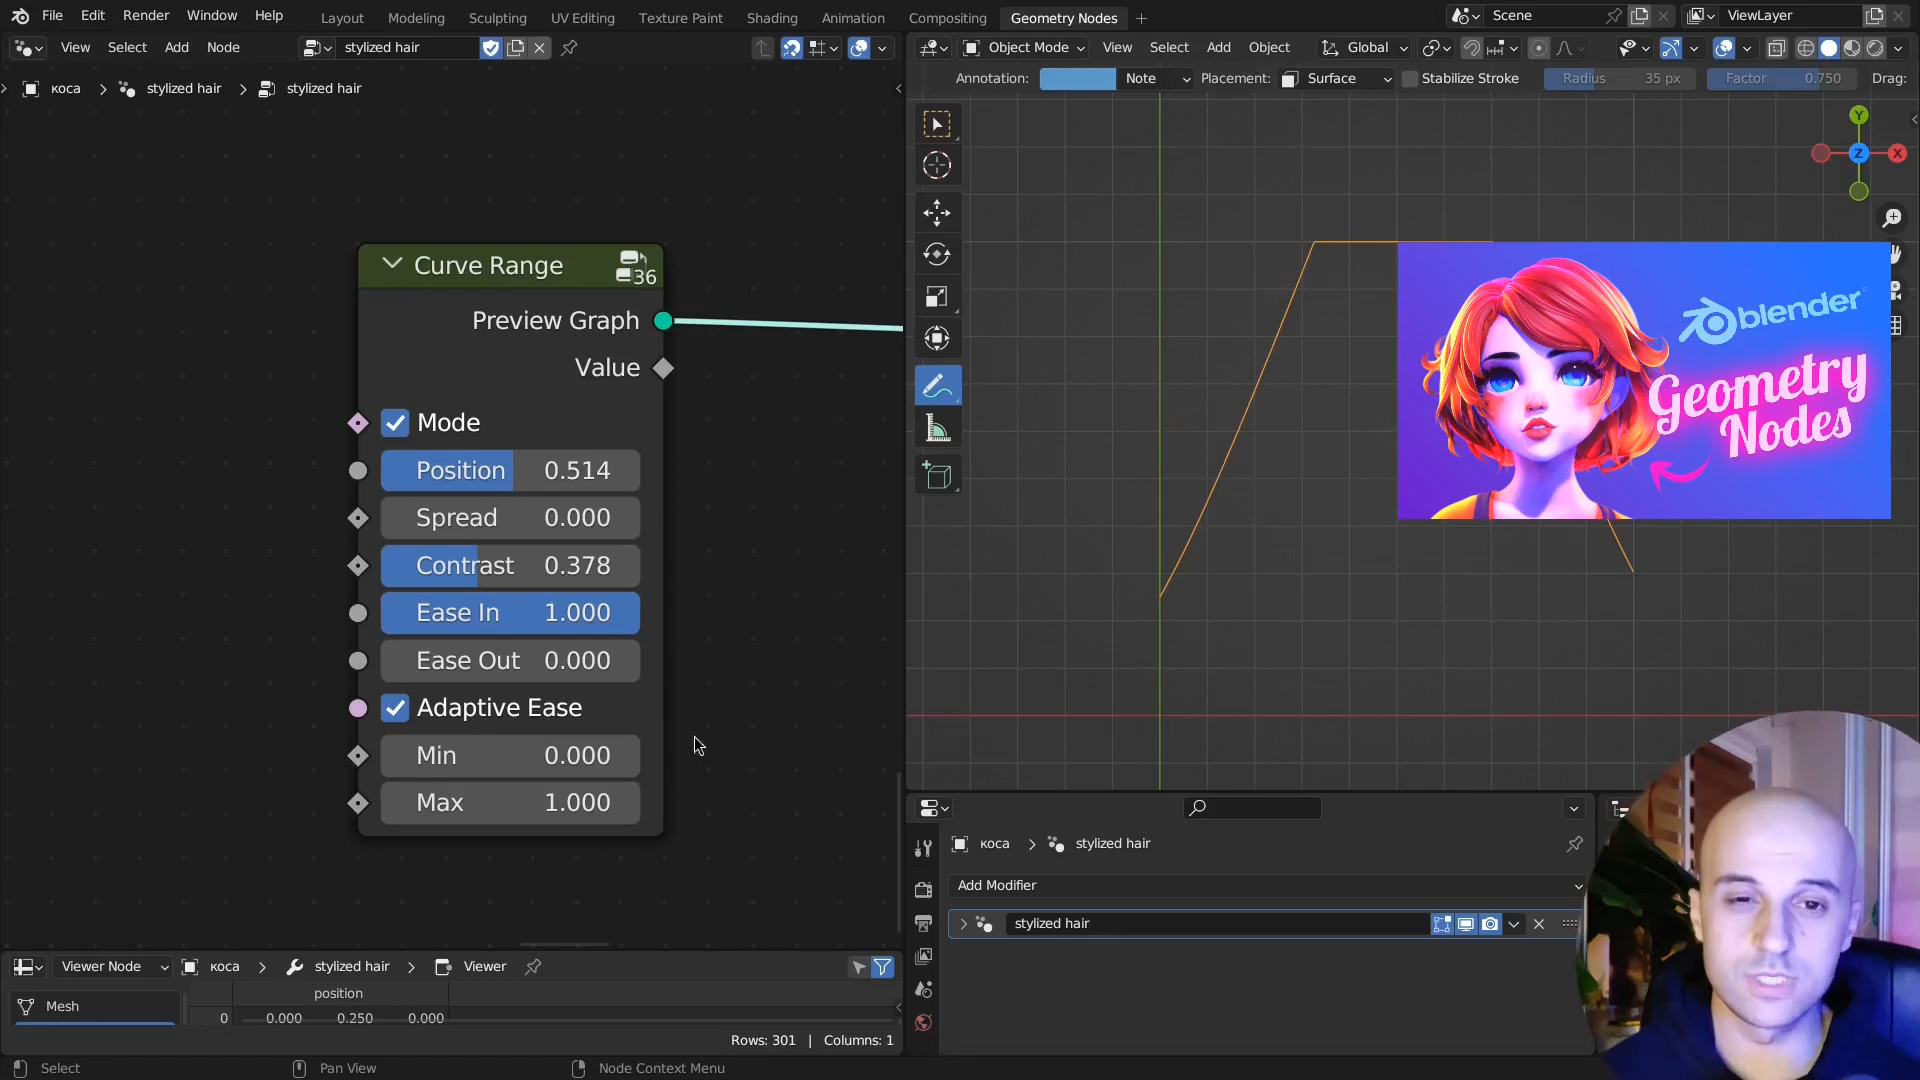 File Edit Render Window Help Layout Modeling Sculpting UV Editing Texture Paint Shading Animation Compositing Geometry Nodes Scene ViewLayer
View Select Add Node stylized hair
Object Mode View Select Add Object Global
Annotation: Note Placement: Surface Stabilize Stroke Radius 35 px Factor 0.750 Drag:
коса stylized hair stylized hair
Y
X
Z
Curve Range 36
Preview Graph
Value
Mode
Position 0.514
Spread 0.000
Contrast 0.378
Ease In 1.000
Ease Out 0.000
Adaptive Ease
Min 0.000
Max 1.000
blender
Geometry
Nodes
коса stylized hair
Add Modifier
stylized hair
Viewer Node коса stylized hair Viewer
position
Mesh
0 0.000 0.250 0.000
Rows: 301 | Columns: 1
Select Pan View Node Context Menu